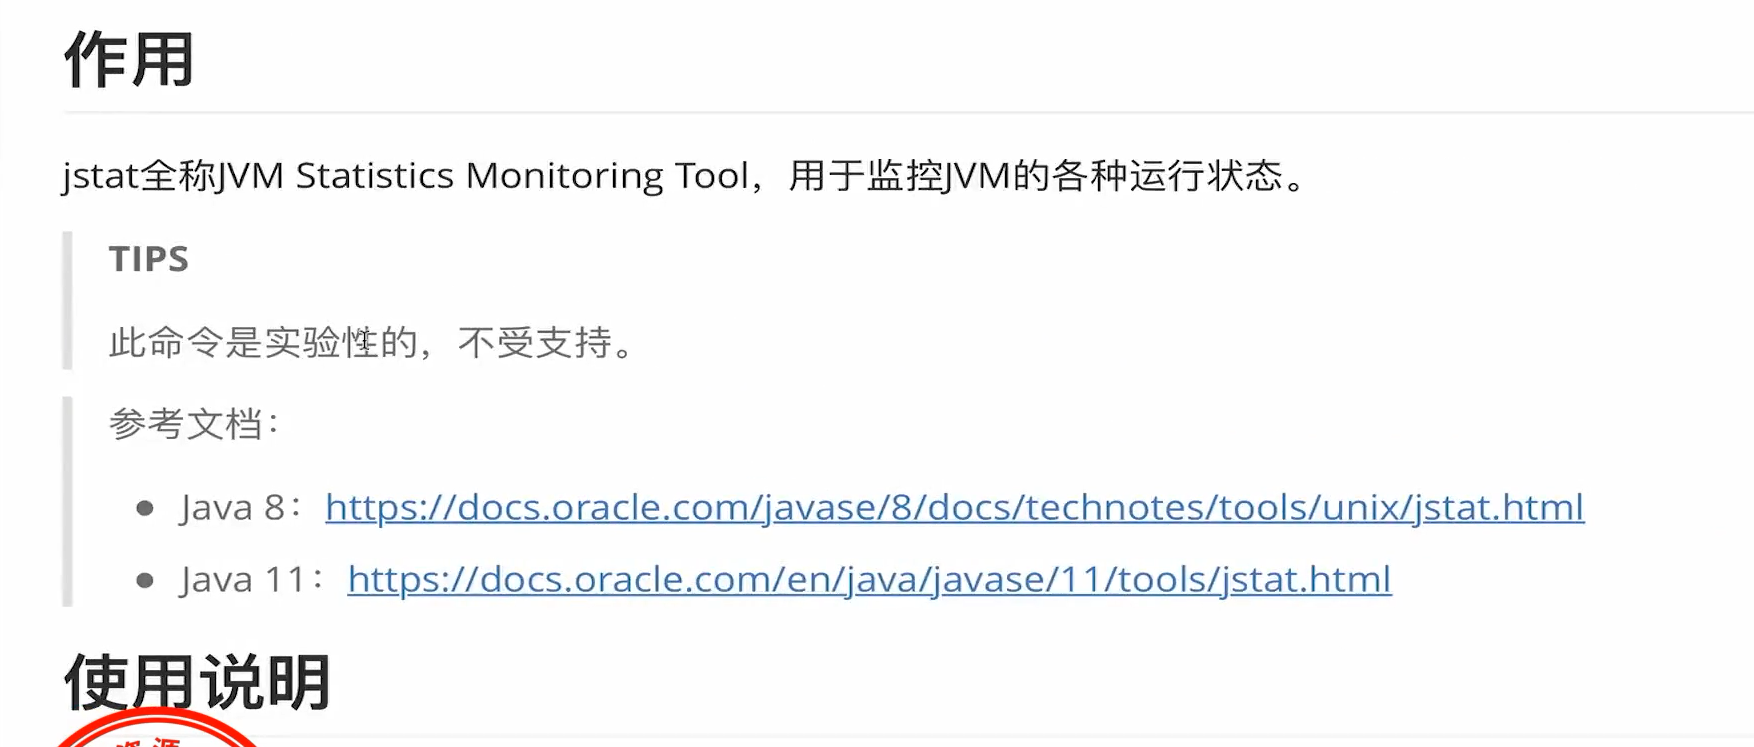 作用
jstat全称JVM Statistics Monitoring Tool，用于监控JVM的各种运行状态。
TIPS
此命令是实验性的，不受支持。
参考文档：
● Java 8：https://docs.oracle.com/javase/8/docs/technotes/tools/unix/jstat.html
● Java 11：https://docs.oracle.com/en/java/javase/11/tools/jstat.html
使用说明
资源